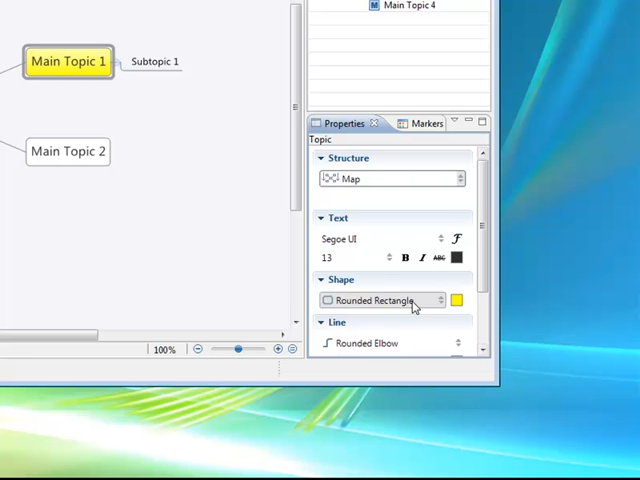 Main Topic 4
Main Topic 1
Subtopic 1
Main Topic 2
Properties
Markers
Topic
Structure
Map
Text
Segoe UI
13
B I ABC
Shape
Rounded Rectangle
Line
Rounded Elbow
100%